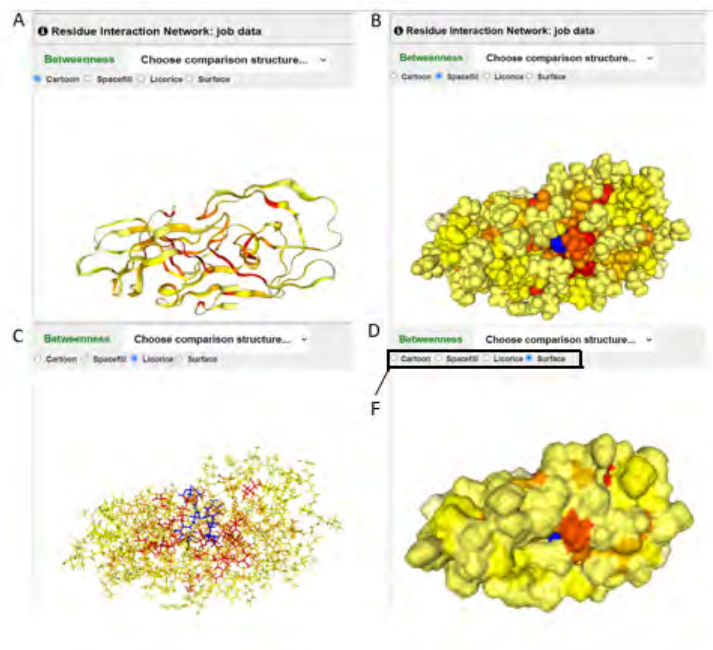 A
Residue Interaction Network: job data
Betweenness Choose comparison structure...
Cartoon Spacefill Licorice Surface
B
Residue Interaction Network: job data
Betweenness Choose comparison structure...
Cartoon Spacefill Licorice Surface
C
Betweenness Choose comparison structure...
Cartoon Spacefill Licorice Surface
D
Betweenness Choose comparison structure...
Cartoon Spacefill Licorice Surface
F